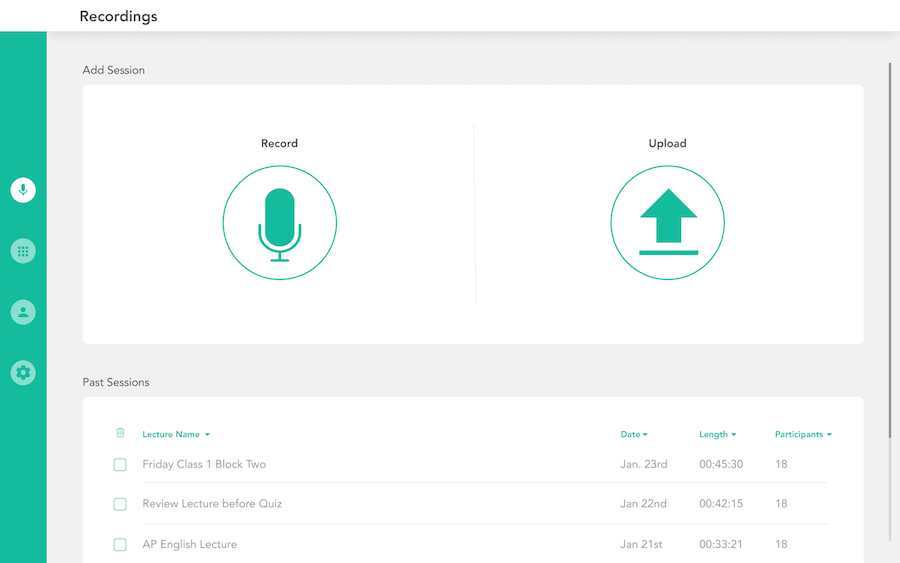 Recordings
Add Session
Record
Upload
Past Sessions
Lecture Name Date Length Participants
Friday Class 1 Block Two Jan. 23rd 00:45:30 18
Review Lecture before Quiz Jan 22nd 00:42:15 18
AP English Lecture Jan 21st 00:33:21 18